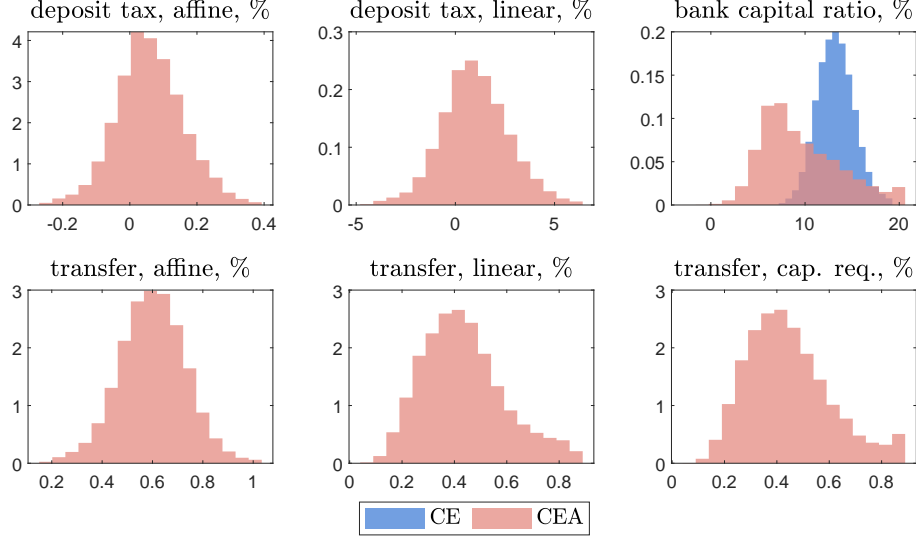 deposit tax, affine, %
deposit tax, linear, %
bank capital ratio, %
4
3
2
1
0
-0.2 0 0.2 0.4
0.3
0.2
0.1
0
-5 0 5
0.2
0.15
0.1
0.05
0
0 10 20
transfer, affine, %
transfer, linear, %
transfer, cap. req., %
3
2
1
0
0.2 0.4 0.6 0.8 1
3
2
1
0
0 0.2 0.4 0.6 0.8
3
2
1
0
0 0.2 0.4 0.6 0.8
CE CEA